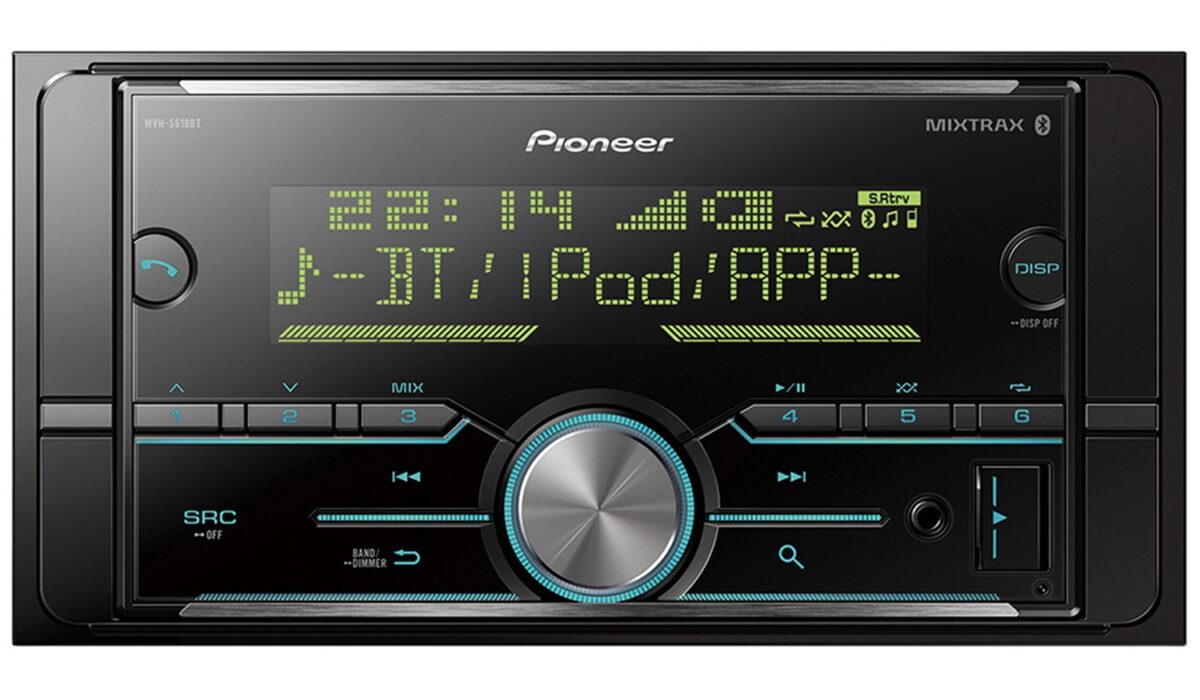 MVH-S618BT
Pioneer
MIXTRAX
22:14
S.Rtrv
BT/iPod/APP
DISP
DISP OFF
MIX
1 2 3 4 5 6
SRC
OFF
BAND/
DIMMER